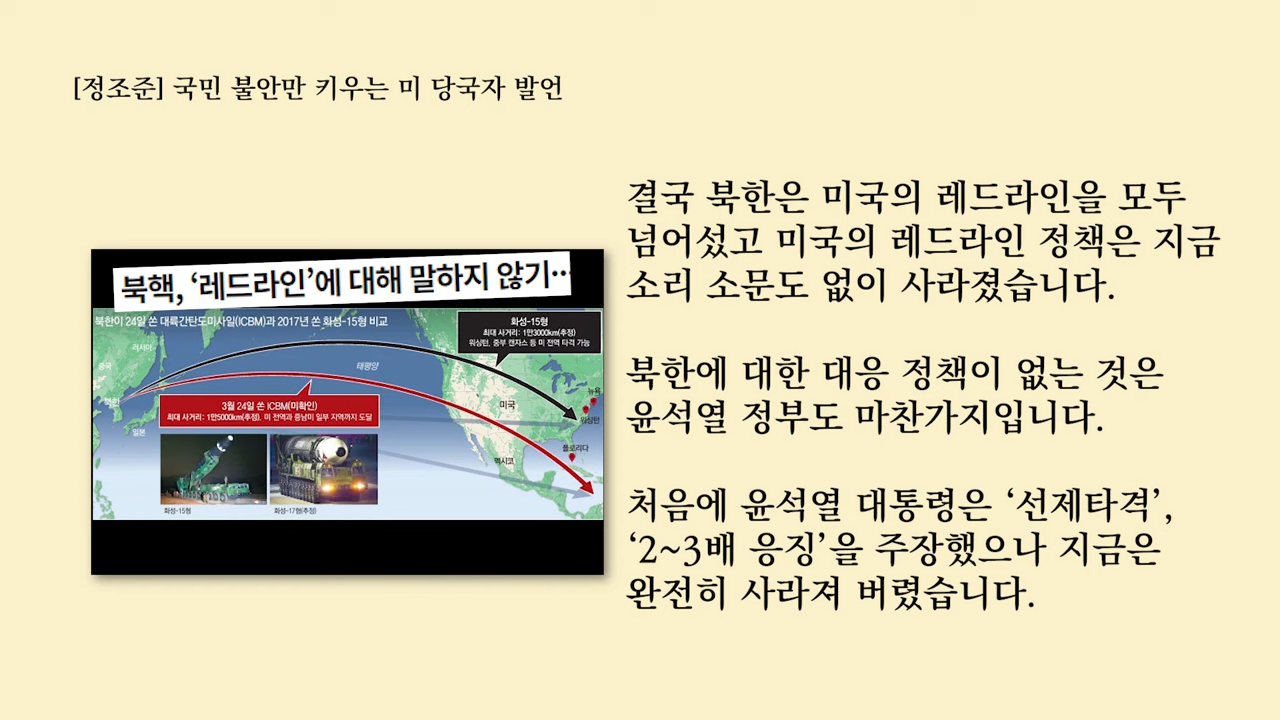 [정조준] 국민 불안만 키우는 미 당국자 발언
결국 북한은 미국의 레드라인을 모두
넘어섰고 미국의 레드라인 정책은 지금
소리 소문도 없이 사라졌습니다.
북한에 대한 대응 정책이 없는 것은
윤석열 정부도 마찬가지입니다.
처음에 윤석열 대통령은 ‘선제타격’,
‘2~3배 응징’을 주장했으나 지금은
완전히 사라져 버렸습니다.
북핵, ‘레드라인’에 대해 말하지 않기…
북한이 24일 쏜 대륙간탄도미사일(ICBM)과 2017년 쏜 화성-15형 비교
화성-15형
최대 사거리: 1만3000km(추정)
워싱턴, 중부 캔자스 등 미 전역 타격 가능
러시아
중국
북한
일본
태평양
미국
뉴욕
워싱턴
플로리다
멕시코
3월 24일 쏜 ICBM(미확인)
최대 사거리: 1만5000km(추정), 미 전역과 중남미 일부 지역까지 도달
화성-15형
화성-17형(추정)